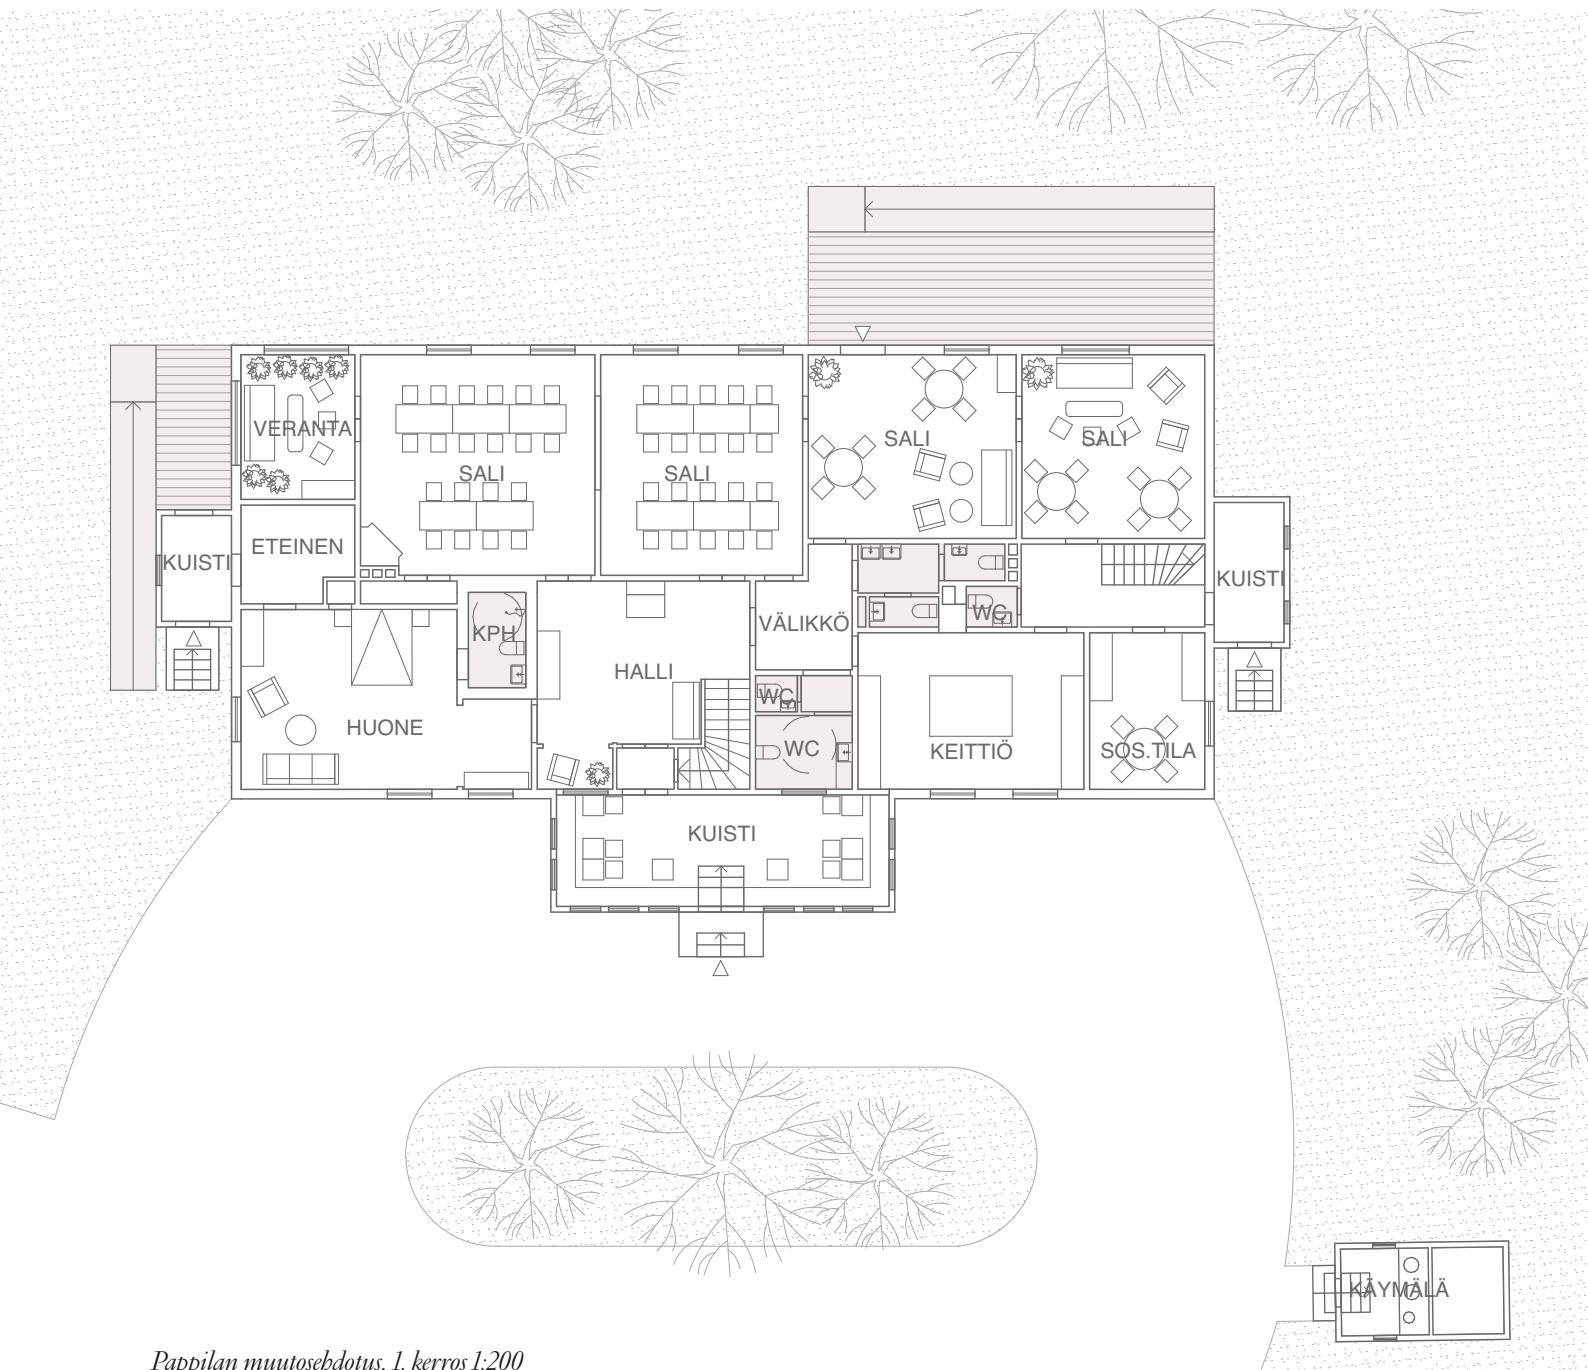 VERANTA
SALI
SALI
SALI
SALI
KUISTI
ETEINEN
KUISTI
KPH
VÄLIKKÖ
WC
HALLI
WC
HUONE
WC
KEITTIÖ
SOS.TILA
KUISTI
KÄYMÄLÄ
Pappilan muutosehdotus, 1. kerros 1:200